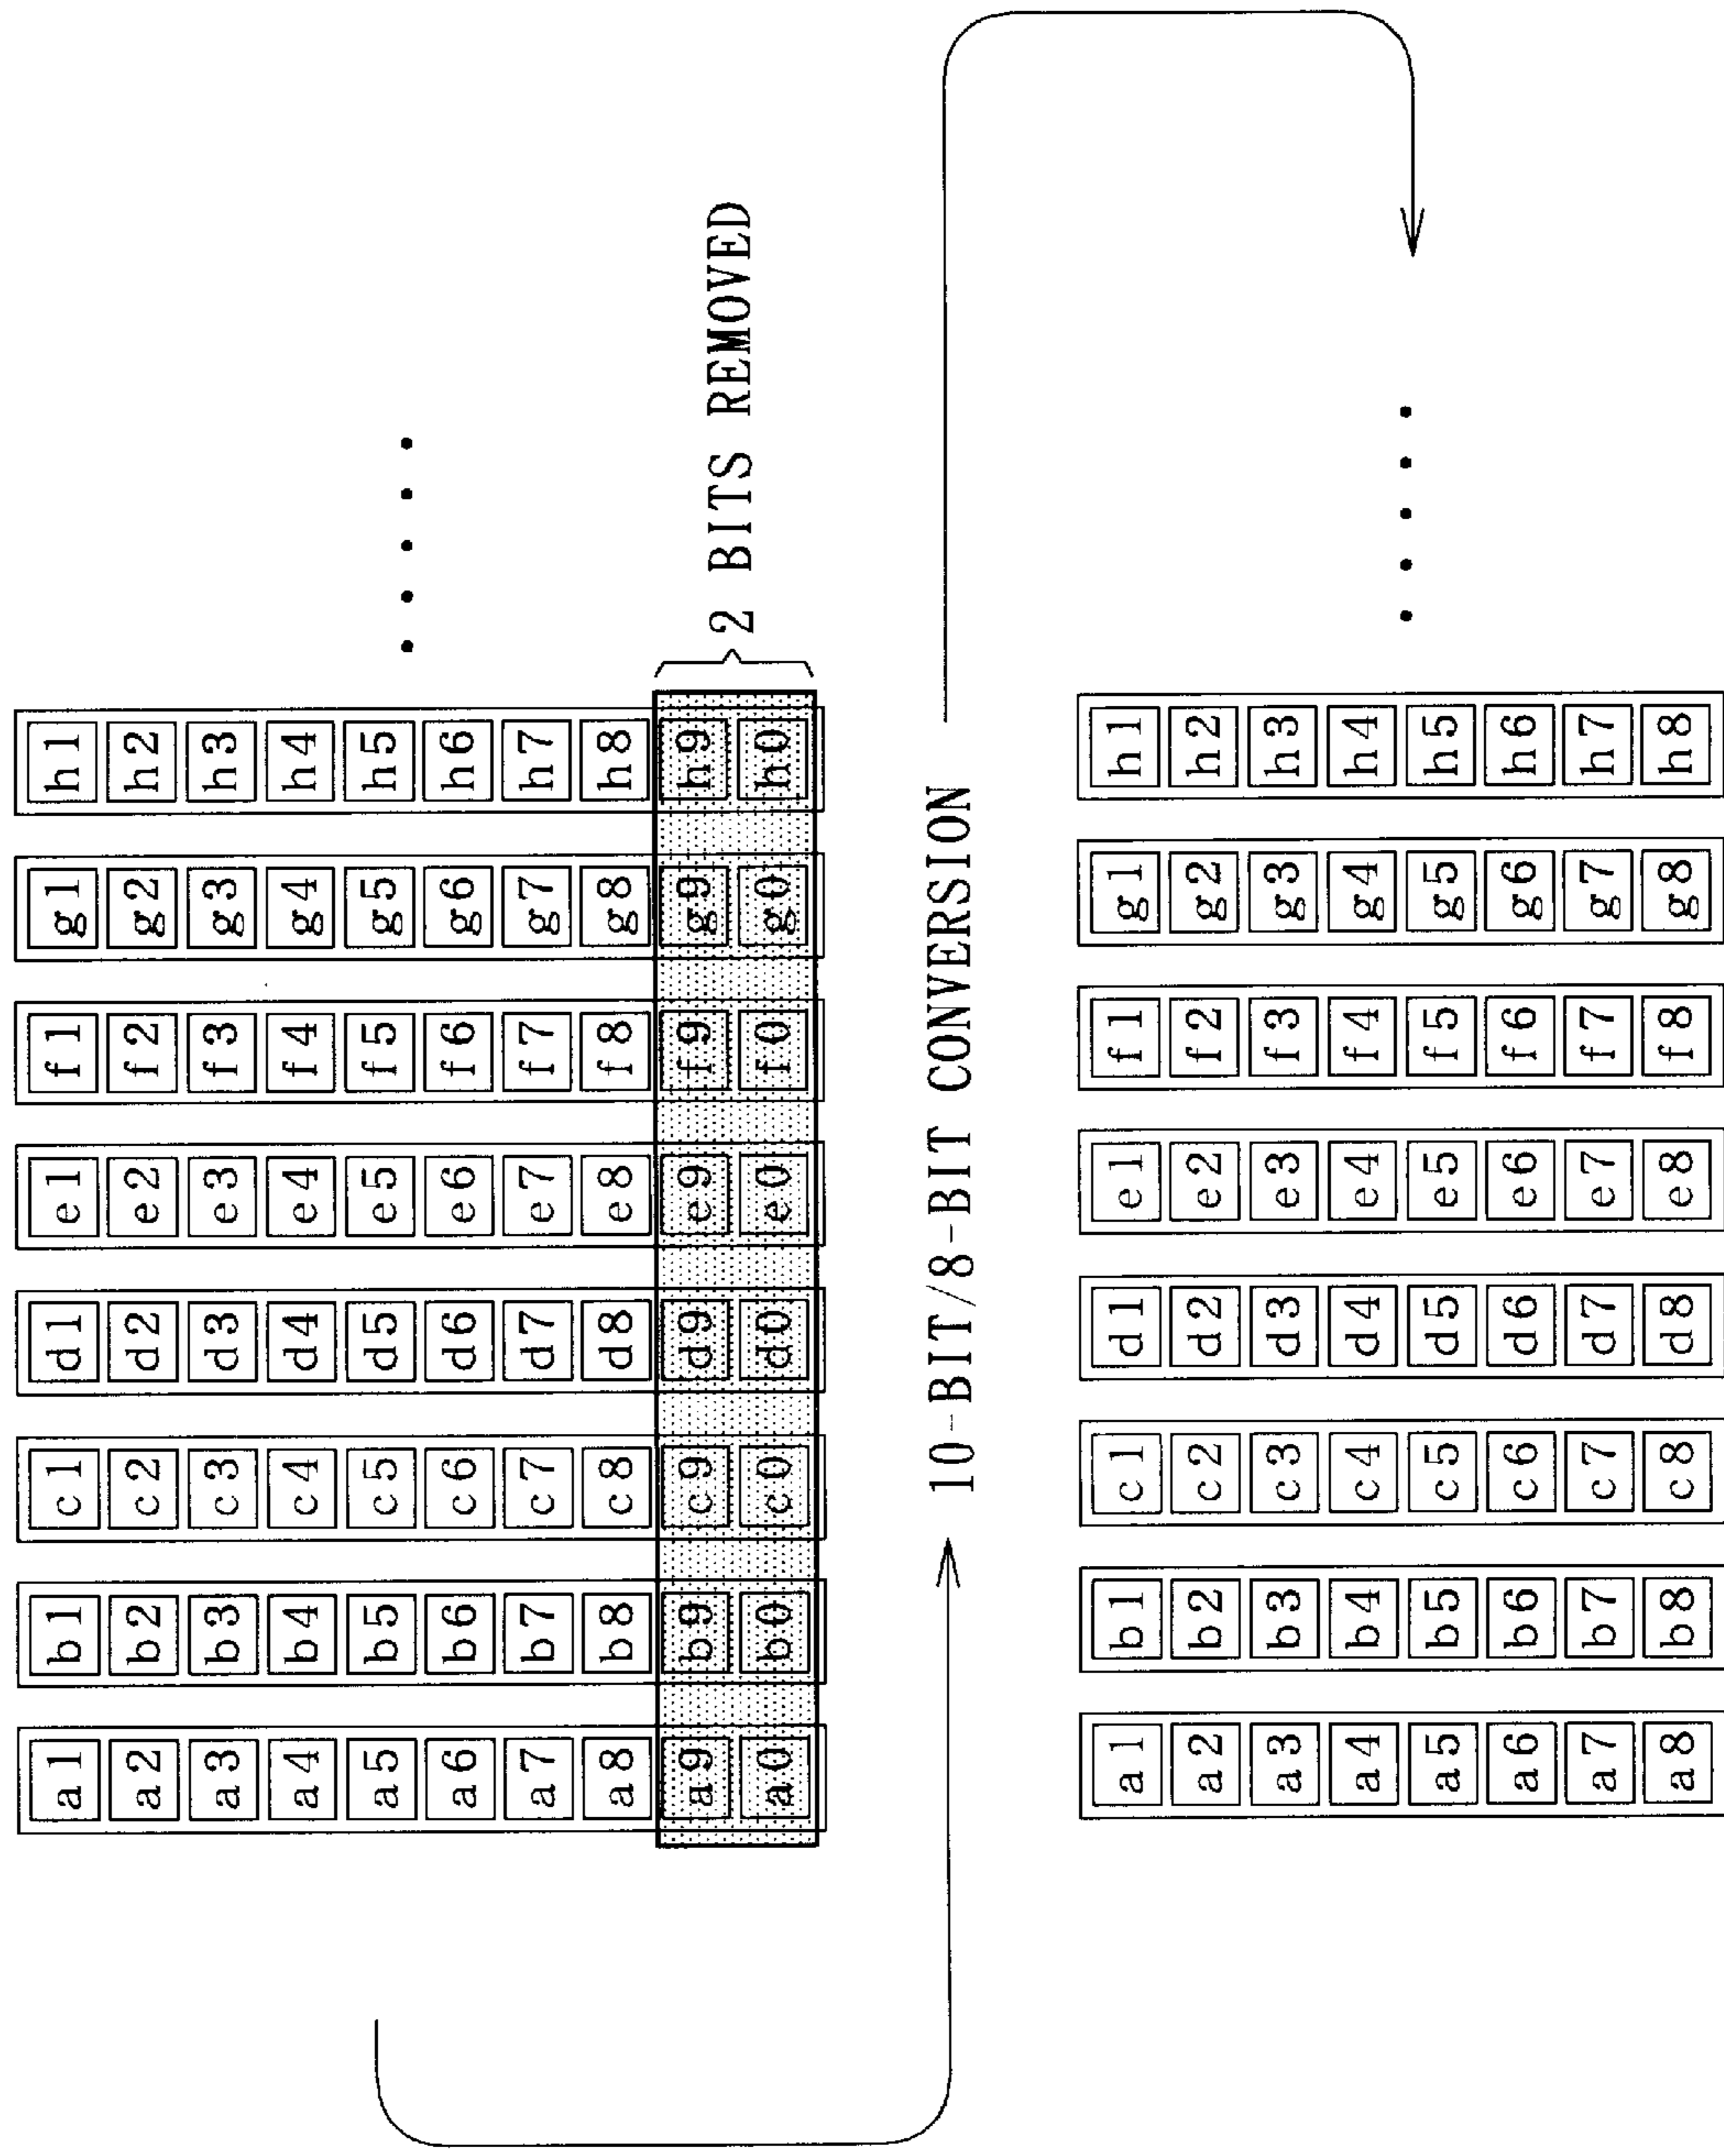 a1 b1 c1 d1 e1 f1 g1 h1
a2 b2 c2 d2 e2 f2 g2 h2
a3 b3 c3 d3 e3 f3 g3 h3
a4 b4 c4 d4 e4 f4 g4 h4
a5 b5 c5 d5 e5 f5 g5 h5
a6 b6 c6 d6 e6 f6 g6 h6
a7 b7 c7 d7 e7 f7 g7 h7
a8 b8 c8 d8 e8 f8 g8 h8
a9 b9 c9 d9 e9 f9 g9 h9
a0 b0 c0 d0 e0 f0 g0 h0
2 BITS REMOVED
10-BIT/8-BIT CONVERSION
a1 b1 c1 d1 e1 f1 g1 h1
a2 b2 c2 d2 e2 f2 g2 h2
a3 b3 c3 d3 e3 f3 g3 h3
a4 b4 c4 d4 e4 f4 g4 h4
a5 b5 c5 d5 e5 f5 g5 h5
a6 b6 c6 d6 e6 f6 g6 h6
a7 b7 c7 d7 e7 f7 g7 h7
a8 b8 c8 d8 e8 f8 g8 h8